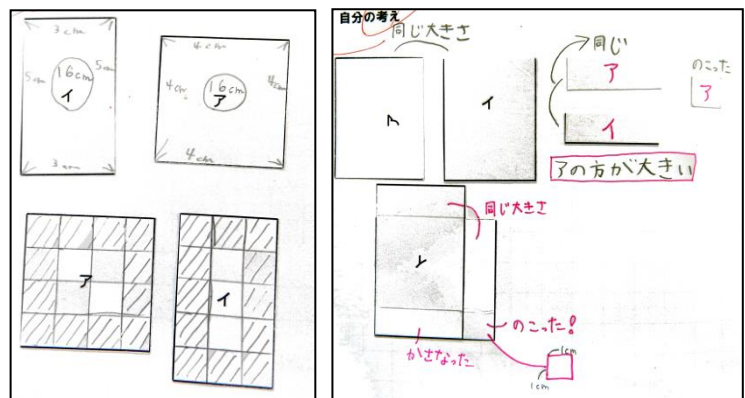 3cm
5cm
16cm
イ
5cm
3cm
4cm
4cm
16cm
ア
4cm
4cm
ア
イ
自分の考え
同じ大きさ
ア
イ
同じ
ア
イ
のこった
ア
アの方が大きい
同じ大きさ
イ
のこった!
かさなった
1cm
1cm